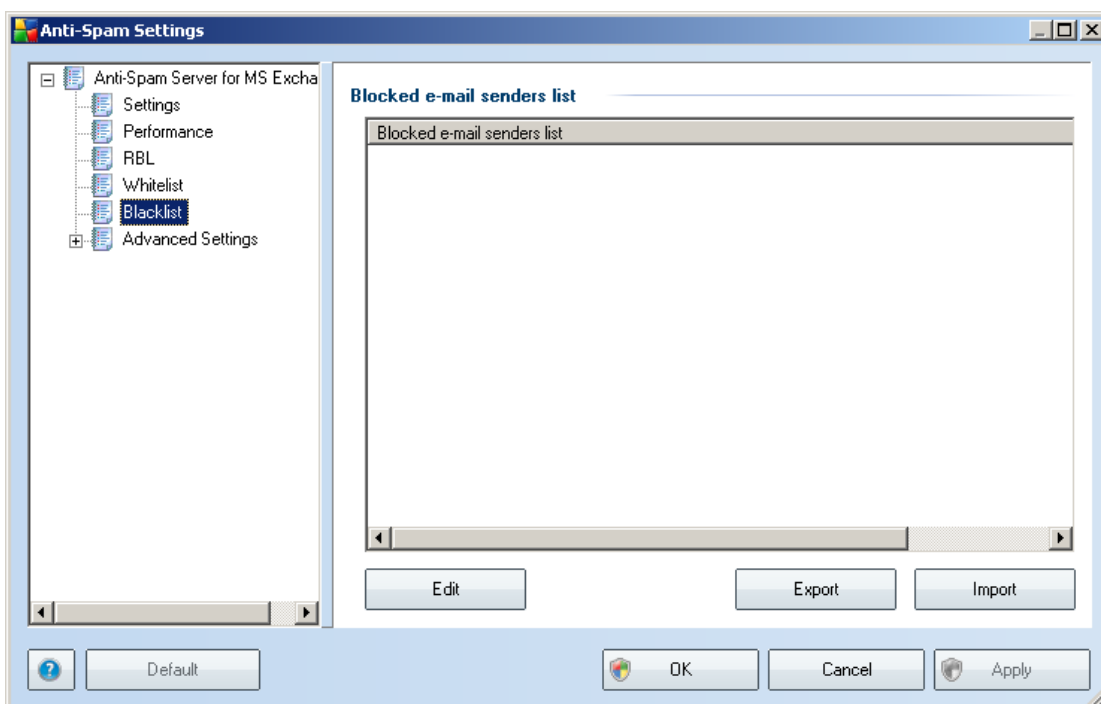 Anti-Spam Settings
Anti-Spam Server for MS Excha
Settings
Performance
RBL
Whitelist
Blacklist
Advanced Settings
Blocked e-mail senders list
Blocked e-mail senders list
Edit
Export
Import
?
Default
OK
Cancel
Apply